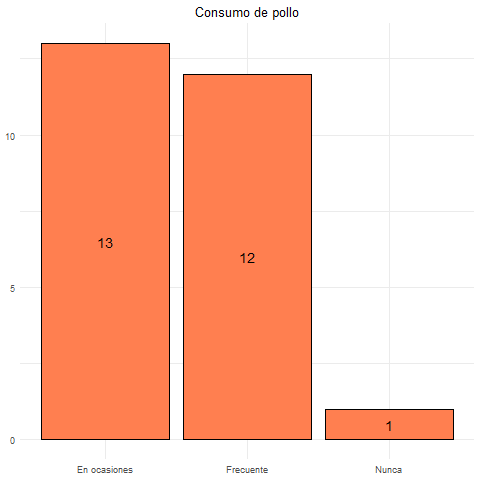 Consumo de pollo
10
5
0
13
12
1
En ocasiones
Frecuente
Nunca